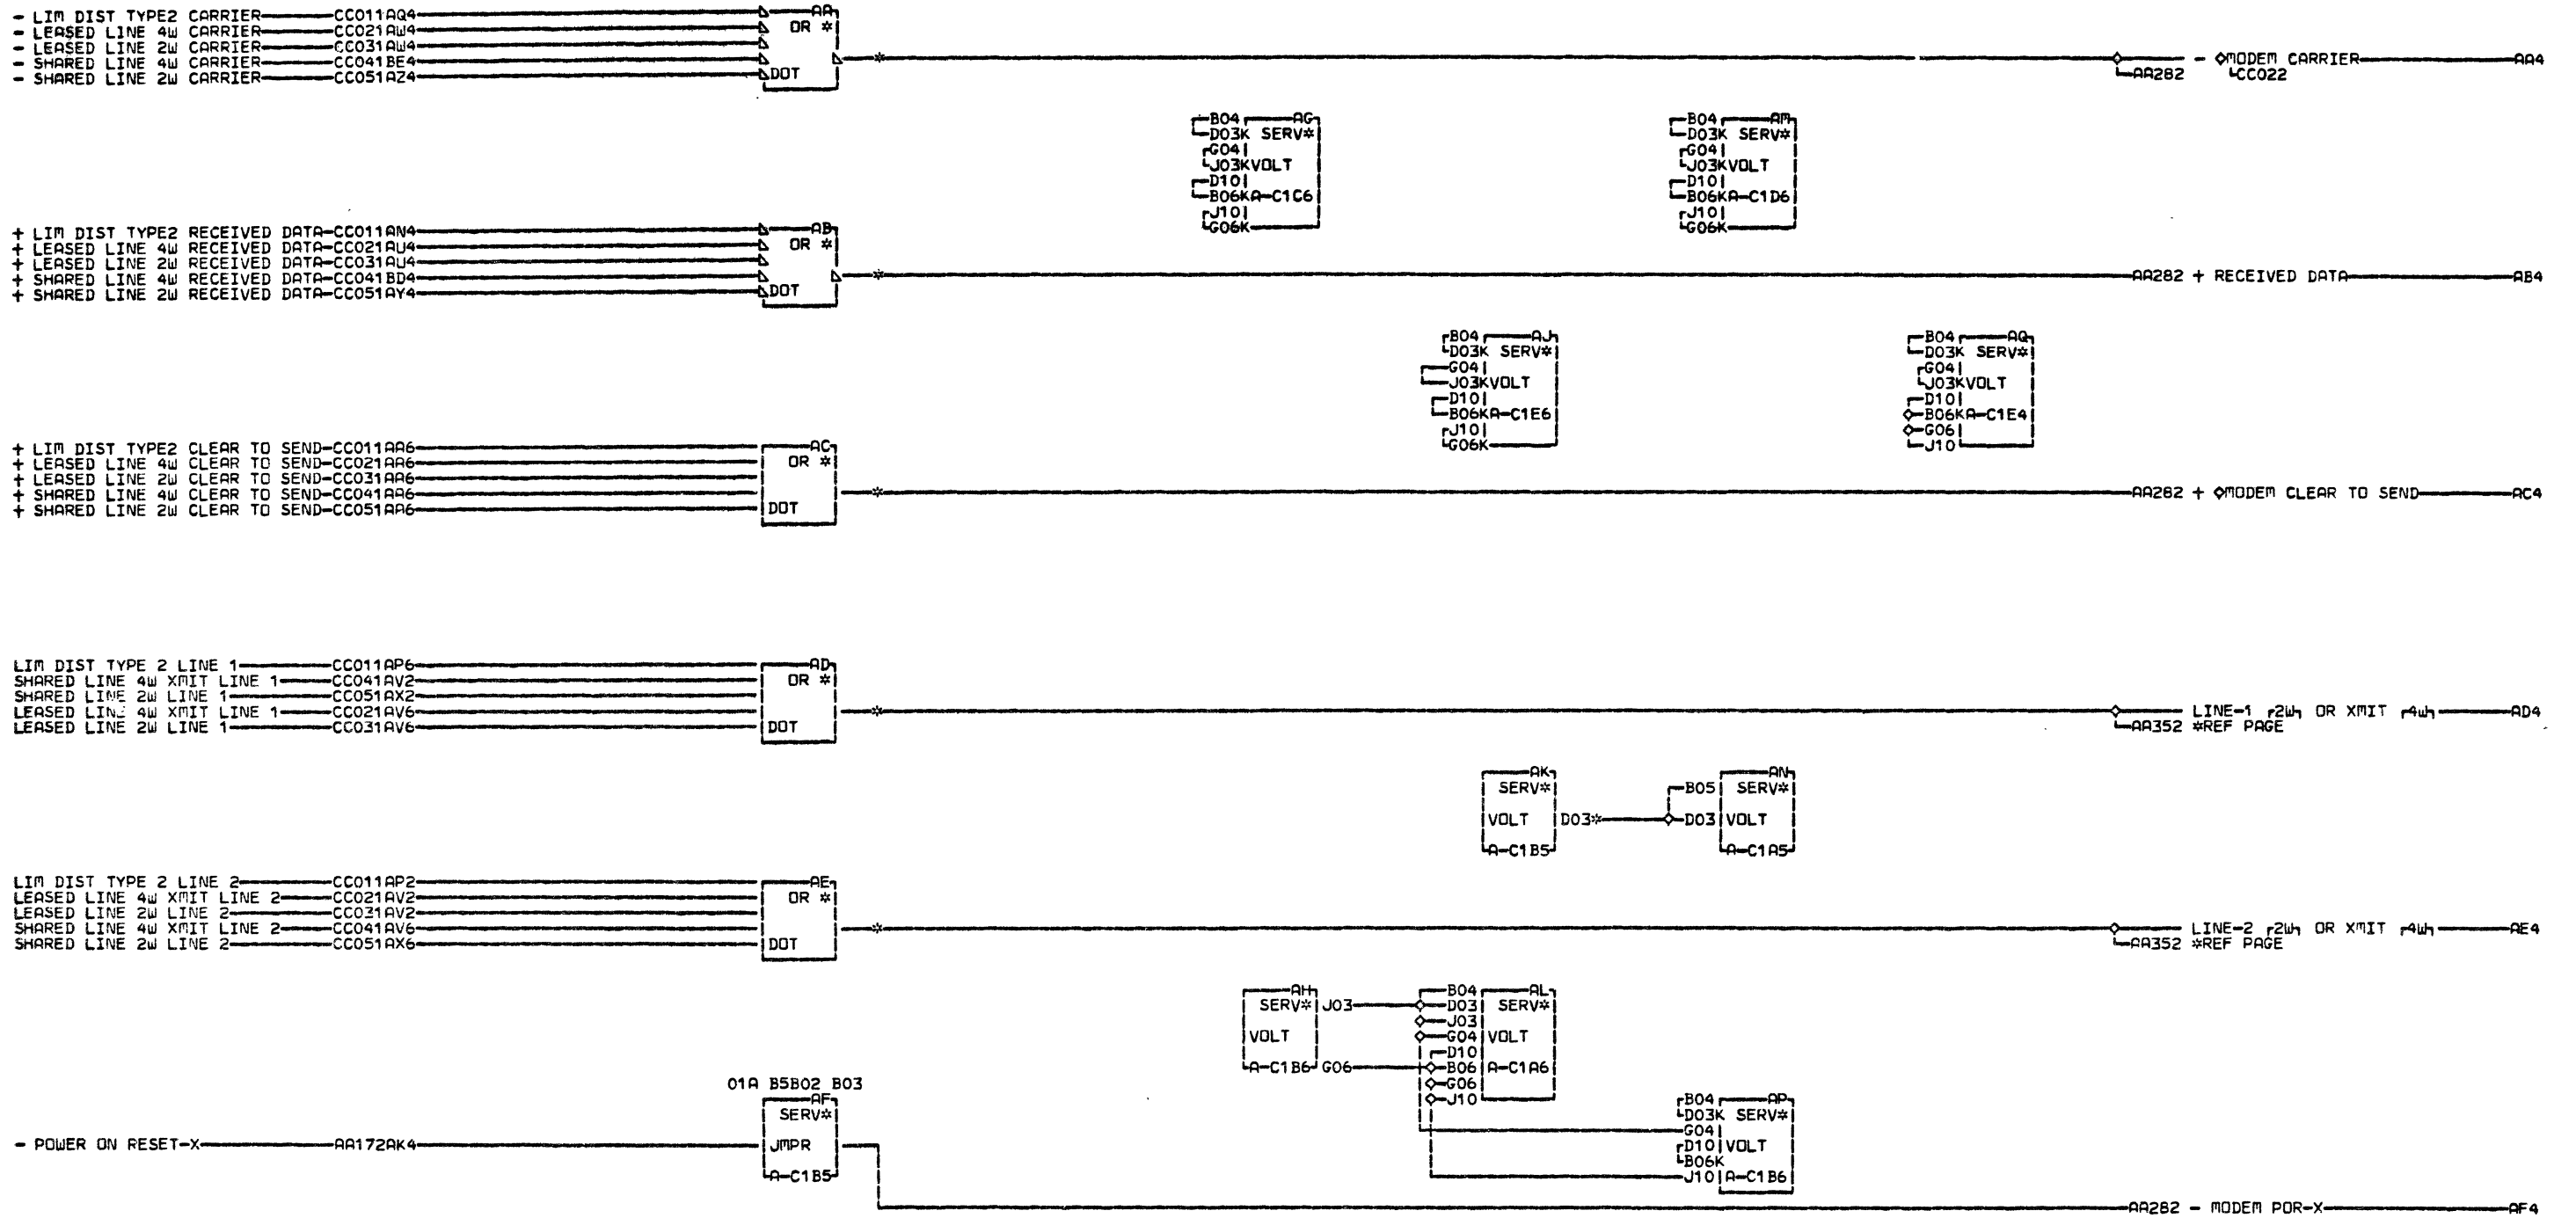 - LIM DIST TYPE2 CARRIER CC011AQ4
- LEASED LINE 4W CARRIER CC021AW4
- LEASED LINE 2W CARRIER CC031AW4
- SHARED LINE 4W CARRIER CC041BE4
- SHARED LINE 2W CARRIER CC051AZ4
AA
OR *
DOT
*
- ◇MODEM CARRIER AA4
AA282 CC022
B04 AG
D03K SERV*
G04
J03K VOLT
D10
B06K A-C1C6
J10
G06K
B04 AM
D03K SERV*
G04
J03K VOLT
D10
B06K A-C1D6
J10
G06K
+ LIM DIST TYPE2 RECEIVED DATA-CC011AN4
+ LEASED LINE 4W RECEIVED DATA-CC021AU4
+ LEASED LINE 2W RECEIVED DATA-CC031AU4
+ SHARED LINE 4W RECEIVED DATA-CC041BD4
+ SHARED LINE 2W RECEIVED DATA-CC051AY4
AB
OR *
DOT
*
AA282 + RECEIVED DATA AB4
B04 AJ
D03K SERV*
G04
J03K VOLT
D10
B06K A-C1E6
J10
G06K
B04 AQ
D03K SERV*
G04
J03K VOLT
D10
B06K A-C1E4
G06
J10
+ LIM DIST TYPE2 CLEAR TO SEND-CC011AA6
+ LEASED LINE 4W CLEAR TO SEND-CC021AA6
+ LEASED LINE 2W CLEAR TO SEND-CC031AA6
+ SHARED LINE 4W CLEAR TO SEND-CC041AA6
+ SHARED LINE 2W CLEAR TO SEND-CC051AA6
AC
OR *
DOT
*
AA282 + ◇MODEM CLEAR TO SEND AC4
LIM DIST TYPE 2 LINE 1 CC011AP6
SHARED LINE 4W XMIT LINE 1 CC041AV2
SHARED LINE 2W LINE 1 CC051AX2
LEASED LINE 4W XMIT LINE 1 CC021AV6
LEASED LINE 2W LINE 1 CC031AV6
AD
OR *
DOT
*
LINE-1 ┌2W┐ OR XMIT ┌4W┐ AD4
AA352 *REF PAGE
AK
SERV*
VOLT D03*
A-C1B5
AN
B05 SERV*
D03 VOLT
A-C1A5
LIM DIST TYPE 2 LINE 2 CC011AP2
LEASED LINE 4W XMIT LINE 2 CC021AV2
LEASED LINE 2W LINE 2 CC031AV2
SHARED LINE 4W XMIT LINE 2 CC041AV6
SHARED LINE 2W LINE 2 CC051AX6
AE
OR *
DOT
*
LINE-2 ┌2W┐ OR XMIT ┌4W┐ AE4
AA352 *REF PAGE
AH
SERV* J03
VOLT
A-C1B6 G06
B04 AL
D03 SERV*
J03
G04 VOLT
D10
B06 A-C1A6
G06
J10
01A B5B02 B03
AF
SERV*
JMPR
A-C1B5
- POWER ON RESET-X AA172AK4
B04 AP
D03K SERV*
G04
D10 VOLT
B06K
J10 A-C1B6
AA282 - MODEM POR-X AF4